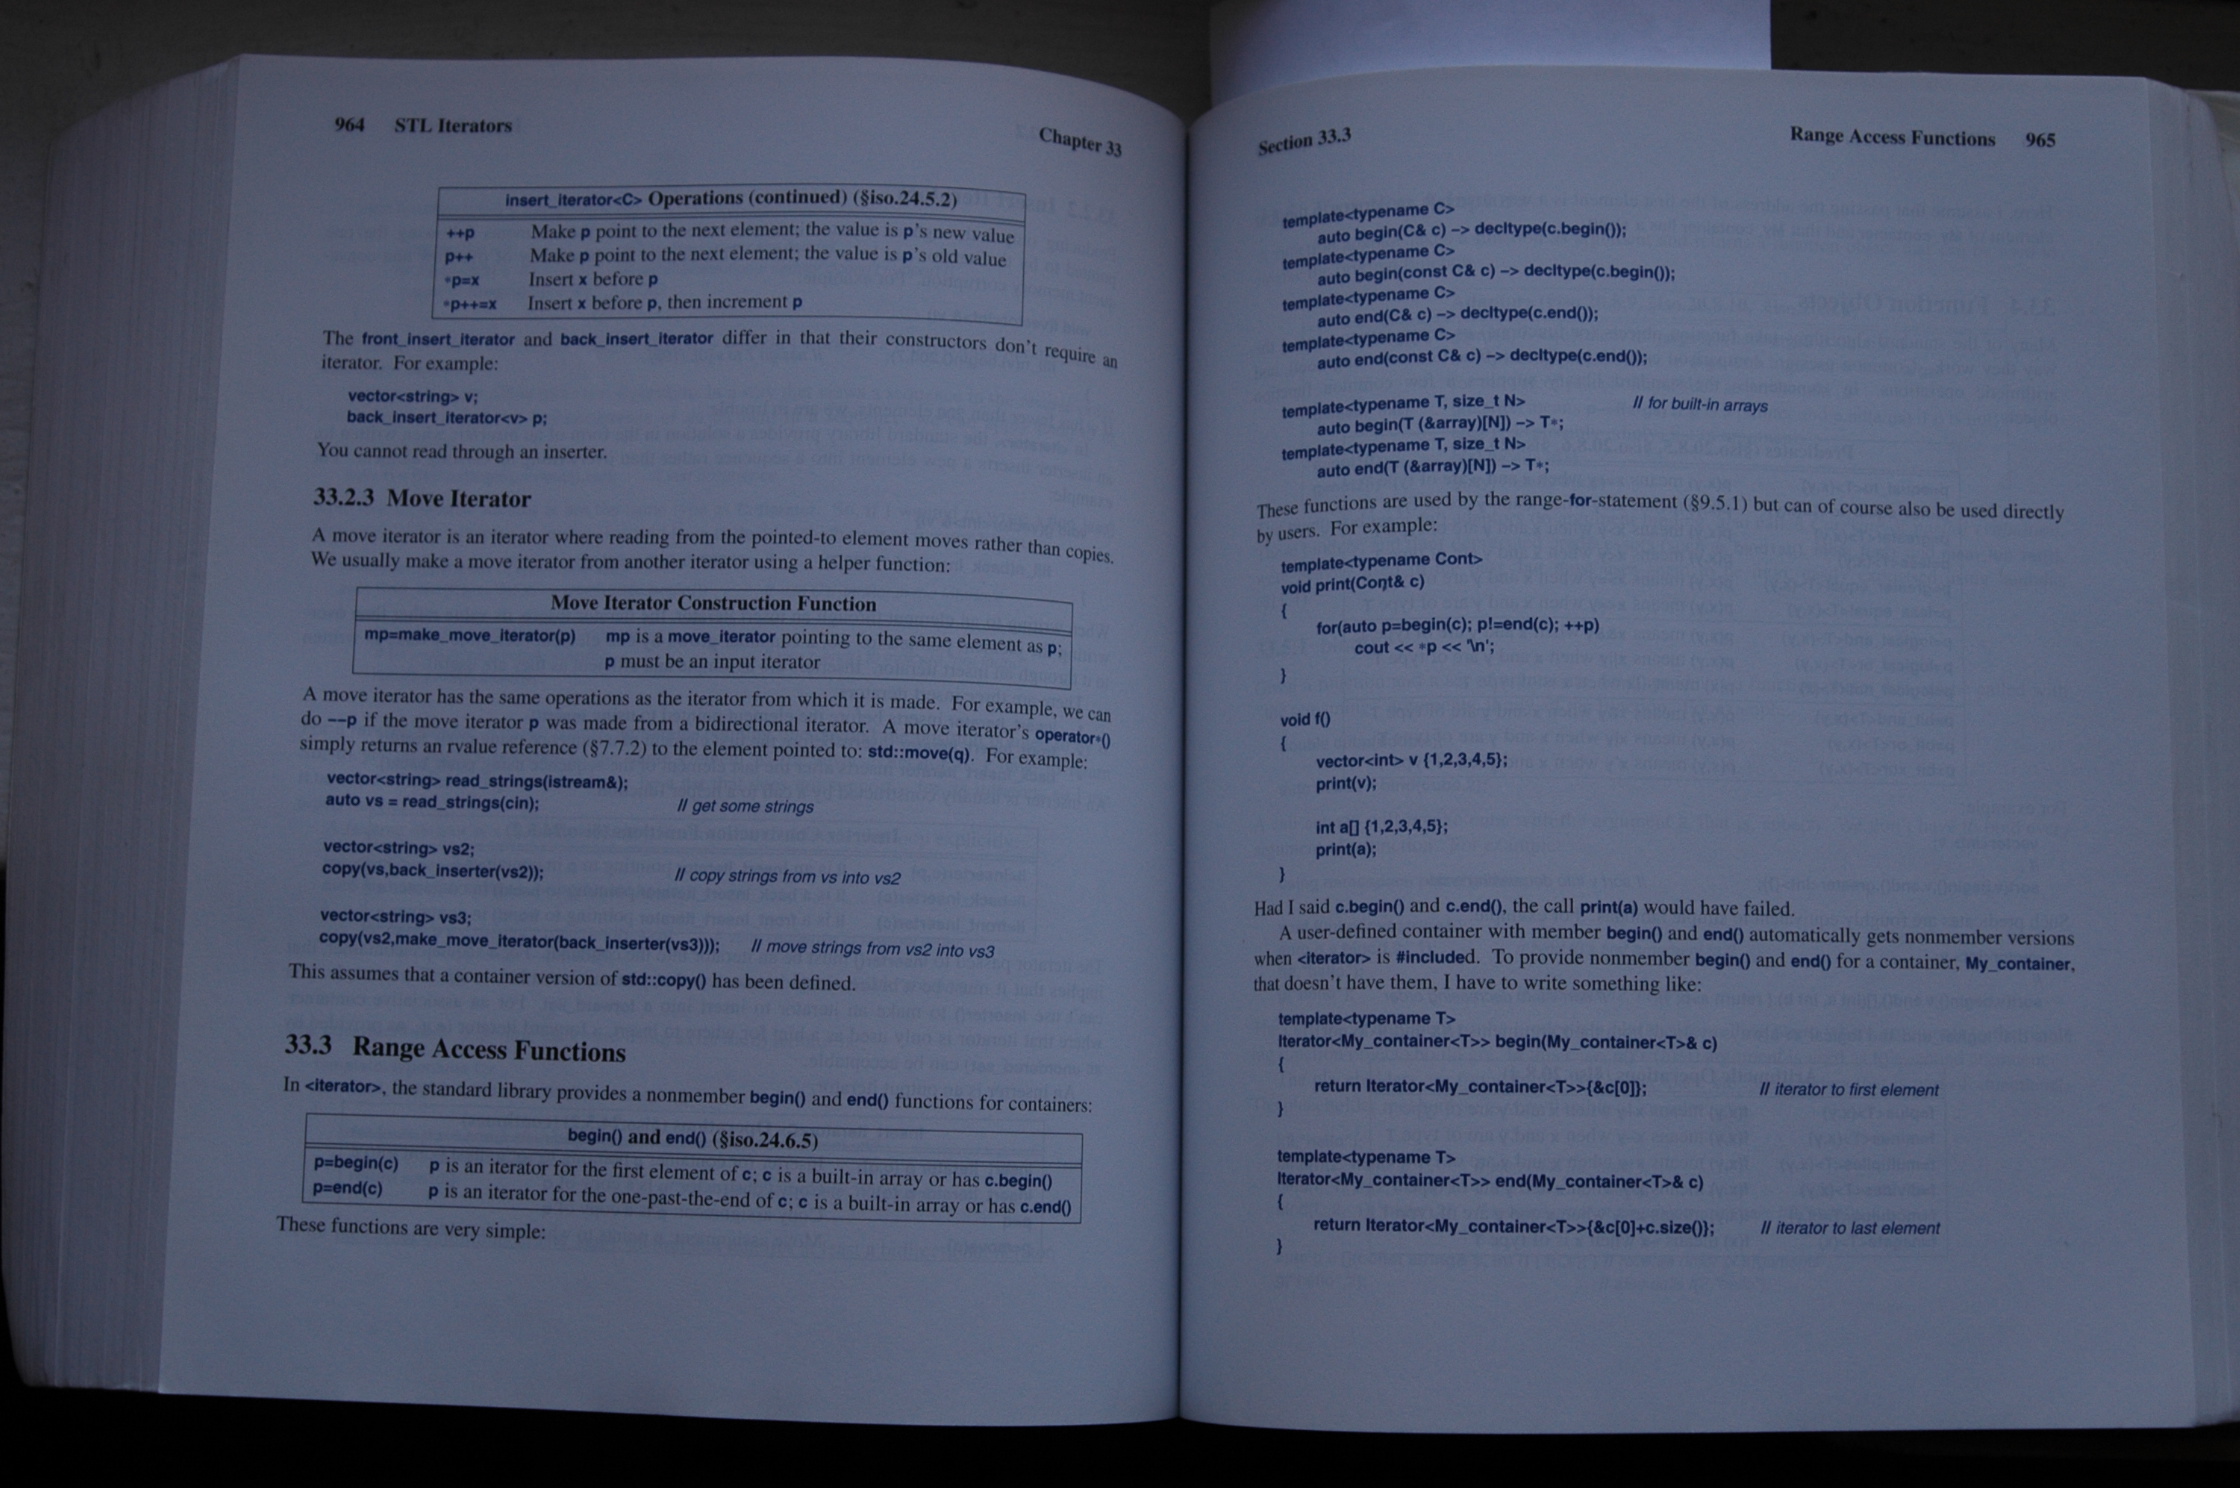 964 STL Iterators Chapter 33
insert_iterator<C> Operations (continued) (§iso.24.5.2)
++p Make p point to the next element; the value is p's new value
p++ Make p point to the next element; the value is p's old value
*p=x Insert x before p
*p++=x Insert x before p, then increment p
The front_insert_iterator and back_insert_iterator differ in that their constructors don't require an
iterator. For example:
vector<string> v;
back_insert_iterator<v> p;
You cannot read through an inserter.
33.2.3 Move Iterator
A move iterator is an iterator where reading from the pointed-to element moves rather than copies.
We usually make a move iterator from another iterator using a helper function:
Move Iterator Construction Function
mp=make_move_iterator(p) mp is a move_iterator pointing to the same element as p;
p must be an input iterator
A move iterator has the same operations as the iterator from which it is made. For example, we can
do --p if the move iterator p was made from a bidirectional iterator. A move iterator's operator*()
simply returns an rvalue reference (§7.7.2) to the element pointed to: std::move(q). For example:
vector<string> read_strings(istream&);
auto vs = read_strings(cin); // get some strings
vector<string> vs2;
copy(vs,back_inserter(vs2)); // copy strings from vs into vs2
vector<string> vs3;
copy(vs2,make_move_iterator(back_inserter(vs3))); // move strings from vs2 into vs3
This assumes that a container version of std::copy() has been defined.
33.3 Range Access Functions
In <iterator>, the standard library provides a nonmember begin() and end() functions for containers:
begin() and end() (§iso.24.6.5)
p=begin(c) p is an iterator for the first element of c; c is a built-in array or has c.begin()
p=end(c) p is an iterator for the one-past-the-end of c; c is a built-in array or has c.end()
These functions are very simple:
Section 33.3 Range Access Functions 965
template<typename C>
auto begin(C& c) -> decltype(c.begin());
template<typename C>
auto begin(const C& c) -> decltype(c.begin());
template<typename C>
auto end(C& c) -> decltype(c.end());
template<typename C>
auto end(const C& c) -> decltype(c.end());
template<typename T, size_t N> // for built-in arrays
auto begin(T (&array)[N]) -> T*;
template<typename T, size_t N>
auto end(T (&array)[N]) -> T*;
These functions are used by the range-for-statement (§9.5.1) but can of course also be used directly
by users. For example:
template<typename Cont>
void print(Cont& c)
{
for(auto p=begin(c); p!=end(c); ++p)
cout << *p << '\n';
}
void f()
{
vector<int> v {1,2,3,4,5};
print(v);
int a[] {1,2,3,4,5};
print(a);
}
Had I said c.begin() and c.end(), the call print(a) would have failed.
A user-defined container with member begin() and end() automatically gets nonmember versions
when <iterator> is #included. To provide nonmember begin() and end() for a container, My_container,
that doesn't have them, I have to write something like:
template<typename T>
Iterator<My_container<T>> begin(My_container<T>& c)
{
return Iterator<My_container<T>>{&c[0]}; // iterator to first element
}
template<typename T>
Iterator<My_container<T>> end(My_container<T>& c)
{
return Iterator<My_container<T>>{&c[0]+c.size()}; // iterator to last element
}